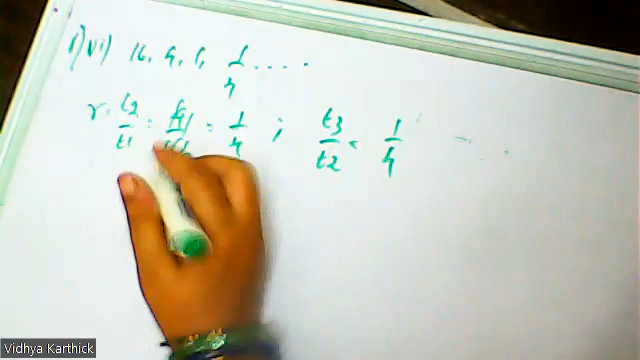 1) vi) 16, 4, 1, 1/4 ....
r = t2/t1 = 4/16 = 1/4 ; t3/t2 = 1/4 ...
Vidhya Karthick